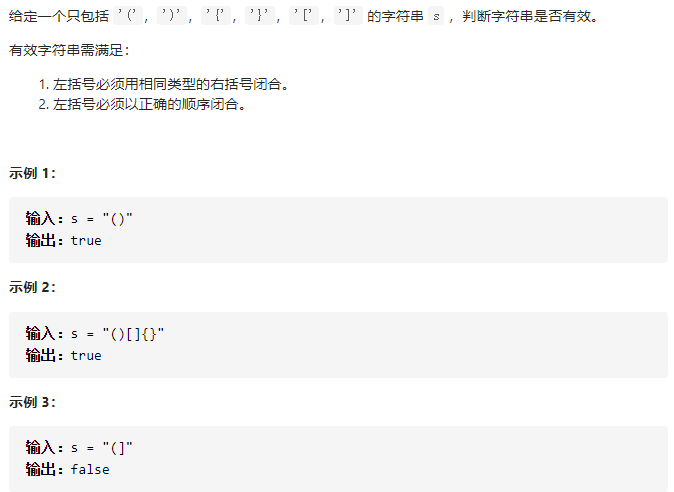 给定一个只包括 '(', ')', '{', '}', '[', ']' 的字符串 s ，判断字符串是否有效。
有效字符串需满足：
1. 左括号必须用相同类型的右括号闭合。
2. 左括号必须以正确的顺序闭合。
示例 1：
输入：s = "()"
输出：true
示例 2：
输入：s = "()[]{}"
输出：true
示例 3：
输入：s = "(]"
输出：false